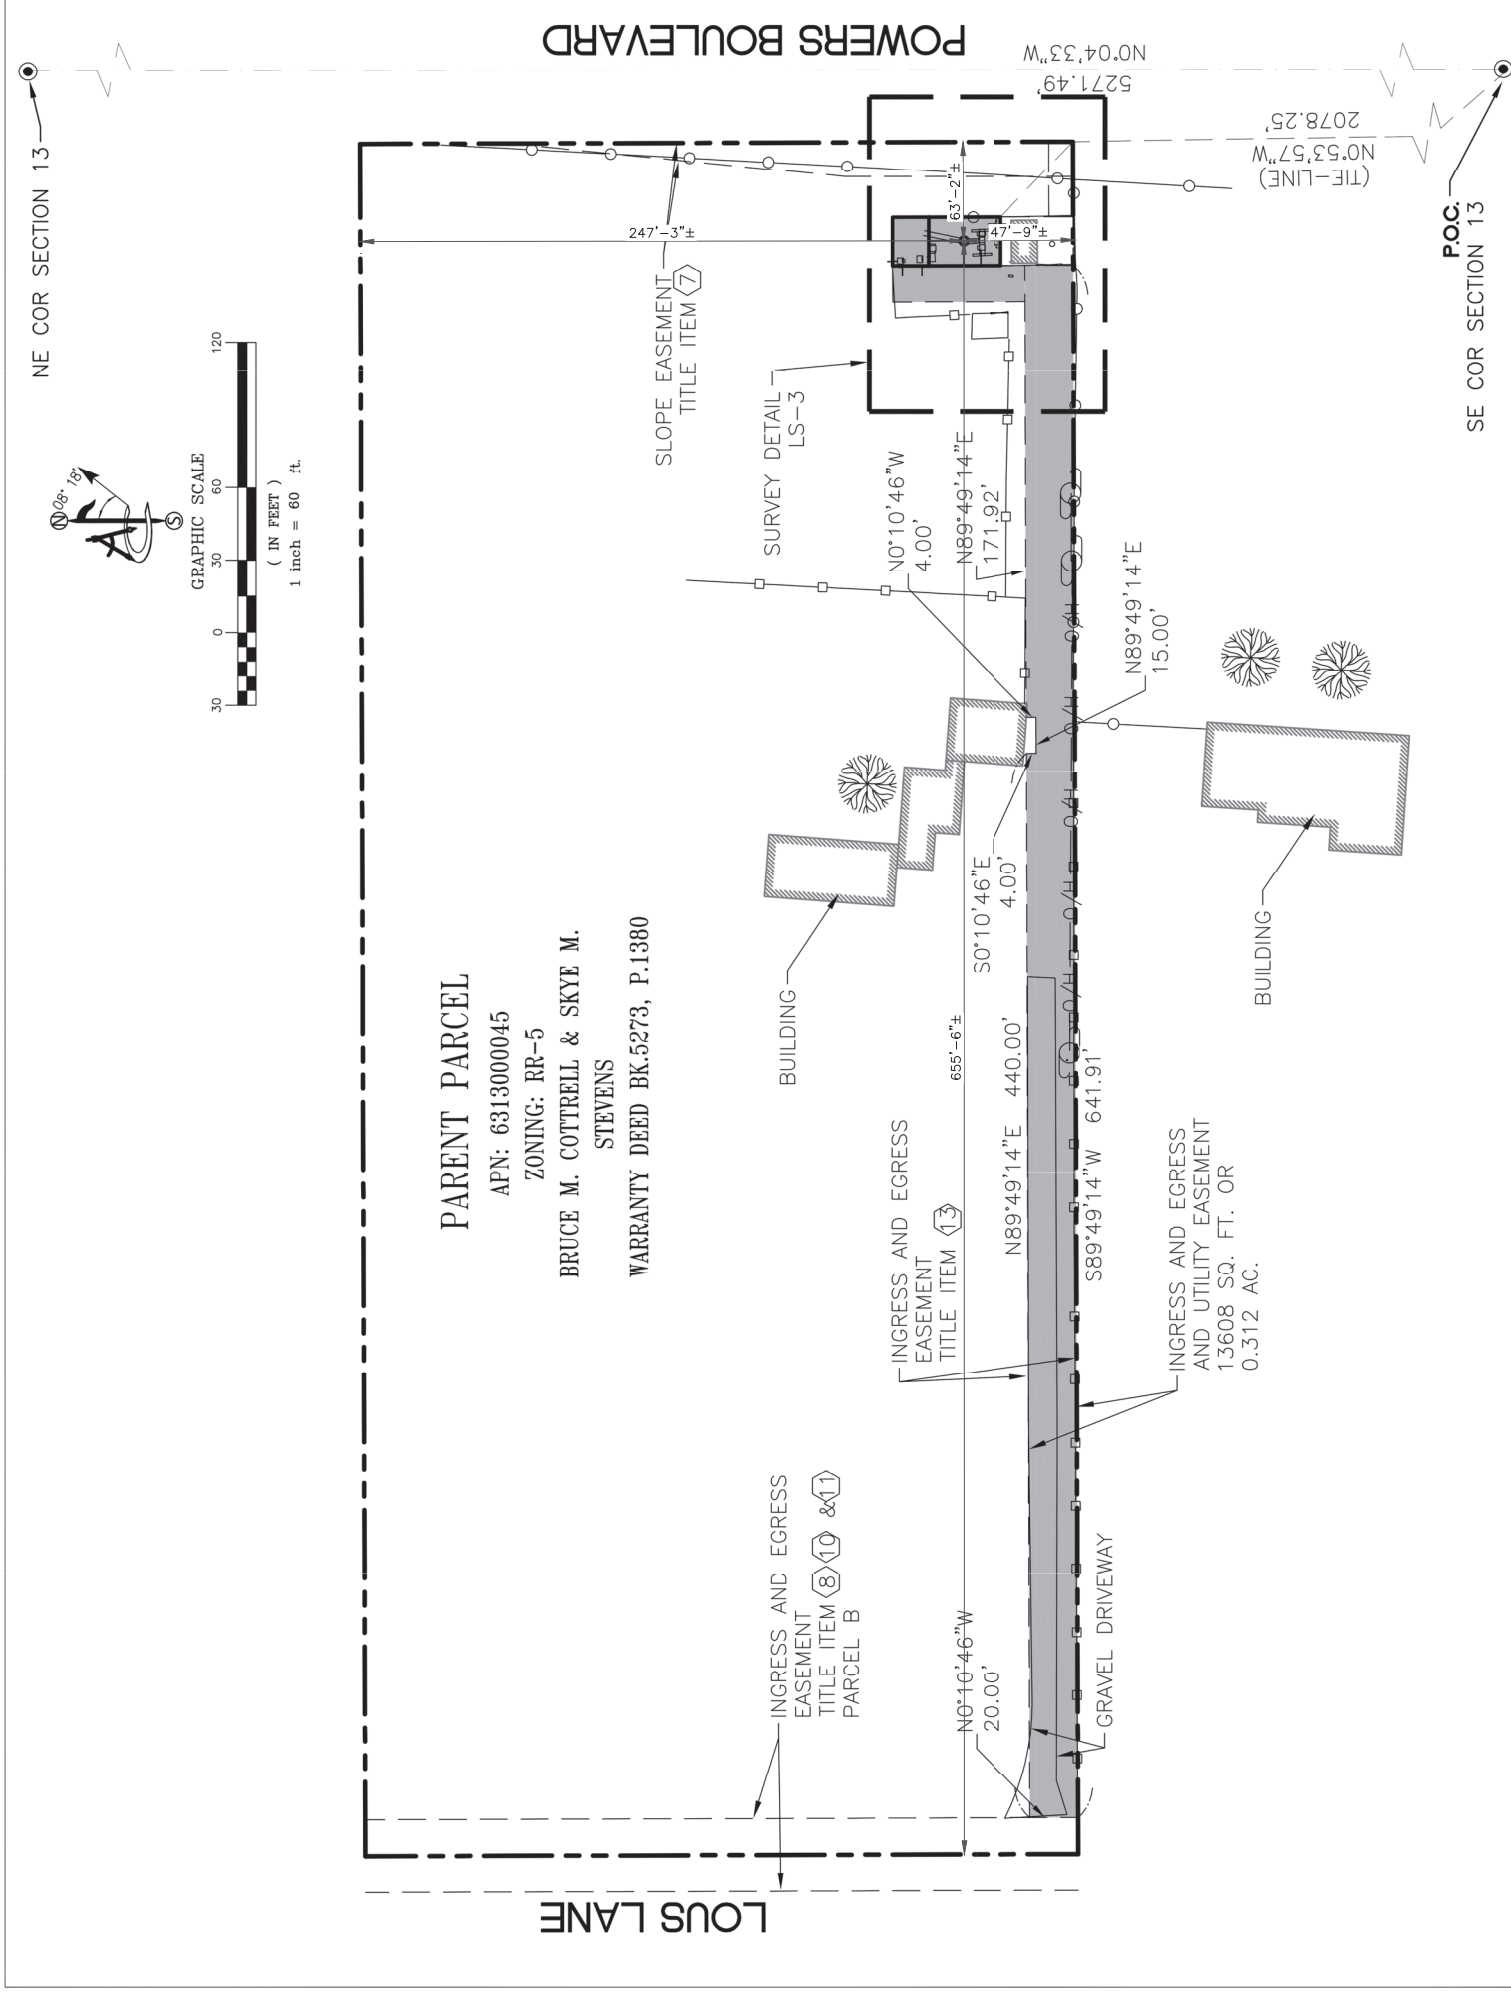 POWERS BOULEVARD
N0°04'33"W
5271.49'
2078.25'
N0°53'57"W
(TIE-LINE)
NE COR SECTION 13
P.O.C.
SE COR SECTION 13
N
08° 18'
S
GRAPHIC SCALE
30
0
30
60
120
( IN FEET )
1 inch = 60 ft.
247'-3"±
63'-2"±
47'-9"±
SLOPE EASEMENT
TITLE ITEM 7
SURVEY DETAIL
LS-3
N0°10'46"W
4.00'
N89°49'14"E
171.92'
N89°49'14"E
15.00'
S0°10'46"E
4.00'
BUILDING
BUILDING
PARENT PARCEL
APN: 6313000045
ZONING: RR-5
BRUCE M. COTTRELL & SKYE M.
STEVENS
WARRANTY DEED BK.5273, P.1380
655'-6"±
INGRESS AND EGRESS
EASEMENT
TITLE ITEM 13
N89°49'14"E 440.00'
S89°49'14"W 641.91'
O/H
O/H
O/H
O/H
O/H
INGRESS AND EGRESS
AND UTILITY EASEMENT
13608 SQ. FT. OR
0.312 AC.
INGRESS AND EGRESS
EASEMENT
TITLE ITEM 8 10 & 11
PARCEL B
N0°10'46"W
20.00'
GRAVEL DRIVEWAY
LOUS LANE